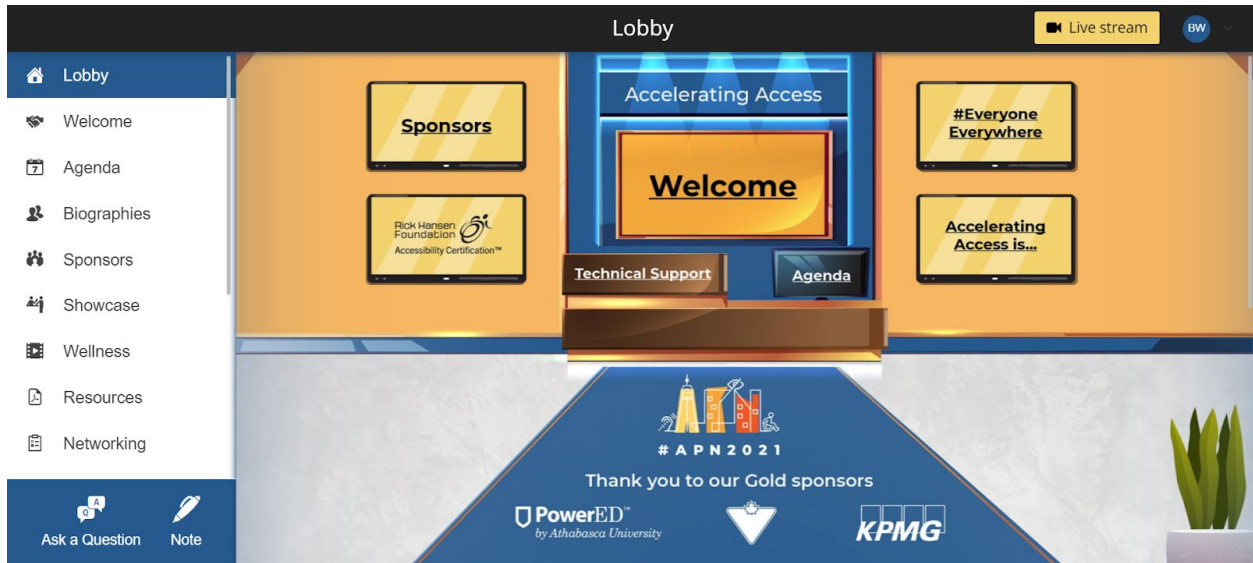 Lobby
Live stream
BW
Lobby
Welcome
7
Agenda
Biographies
Sponsors
Showcase
Wellness
Resources
Networking
Q A
Ask a Question
Note
Sponsors
Rick Hansen
Foundation
Accessibility Certification™
Accelerating Access
Welcome
Technical Support
Agenda
#Everyone
Everywhere
Accelerating
Access is...
#APN2021
Thank you to our Gold sponsors
PowerED™
by Athabasca University
KPMG